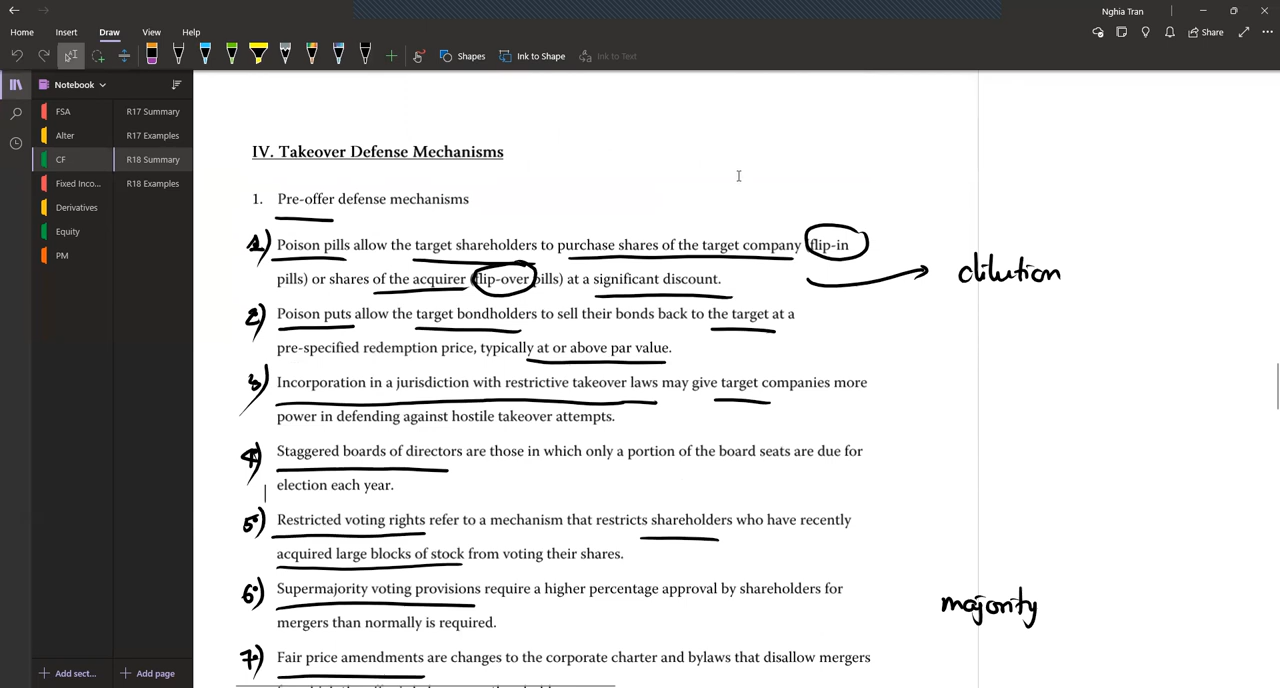 Nghia Tran
Home Insert Draw View Help
Shapes Ink to Shape Ink to Text Share
Notebook
FSA
Alter
CF
Fixed Inco...
Derivatives
Equity
PM
R17 Summary
R17 Examples
R18 Summary
R18 Examples
Add sect... Add page
IV. Takeover Defense Mechanisms
1. Pre-offer defense mechanisms
1) Poison pills allow the target shareholders to purchase shares of the target company (flip-in
pills) or shares of the acquirer (flip-over pills) at a significant discount.
dilution
2) Poison puts allow the target bondholders to sell their bonds back to the target at a
pre-specified redemption price, typically at or above par value.
3) Incorporation in a jurisdiction with restrictive takeover laws may give target companies more
power in defending against hostile takeover attempts.
4) Staggered boards of directors are those in which only a portion of the board seats are due for
election each year.
5) Restricted voting rights refer to a mechanism that restricts shareholders who have recently
acquired large blocks of stock from voting their shares.
6) Supermajority voting provisions require a higher percentage approval by shareholders for
mergers than normally is required.
majority
7) Fair price amendments are changes to the corporate charter and bylaws that disallow mergers